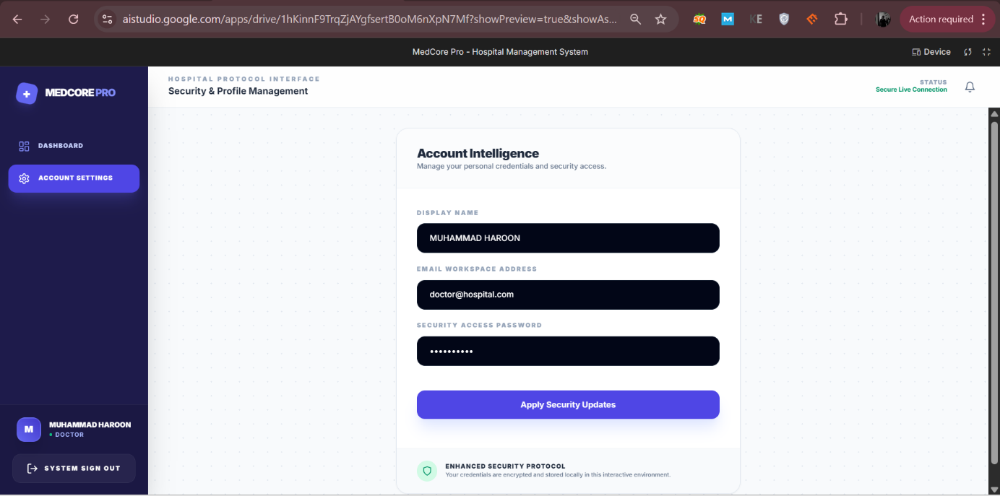 aistudio.google.com/apps/drive/1hKinnF9TrqZjAYgfsertB0oM6nXpN7Mf?showPreview=true&showAs...
SQ
M
KE
Action required
MedCore Pro - Hospital Management System
Device
MEDCORE PRO
HOSPITAL PROTOCOL INTERFACE
Security & Profile Management
STATUS
Secure Live Connection
DASHBOARD
ACCOUNT SETTINGS
Account Intelligence
Manage your personal credentials and security access.
DISPLAY NAME
MUHAMMAD HAROON
EMAIL WORKSPACE ADDRESS
doctor@hospital.com
SECURITY ACCESS PASSWORD
••••••••••
Apply Security Updates
ENHANCED SECURITY PROTOCOL
Your credentials are encrypted and stored locally in this interactive environment.
M
MUHAMMAD HAROON
DOCTOR
SYSTEM SIGN OUT